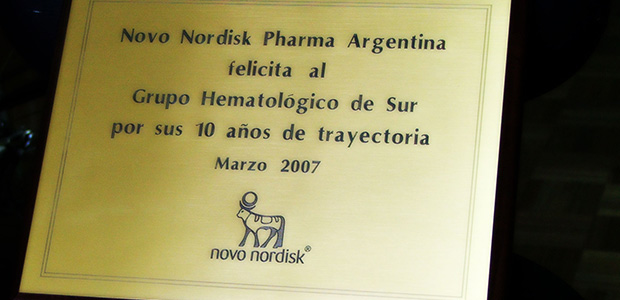 Novo Nordisk Pharma Argentina
felicita al
Grupo Hematológico de Sur
por sus 10 años de trayectoria
Marzo 2007
novo nordisk®